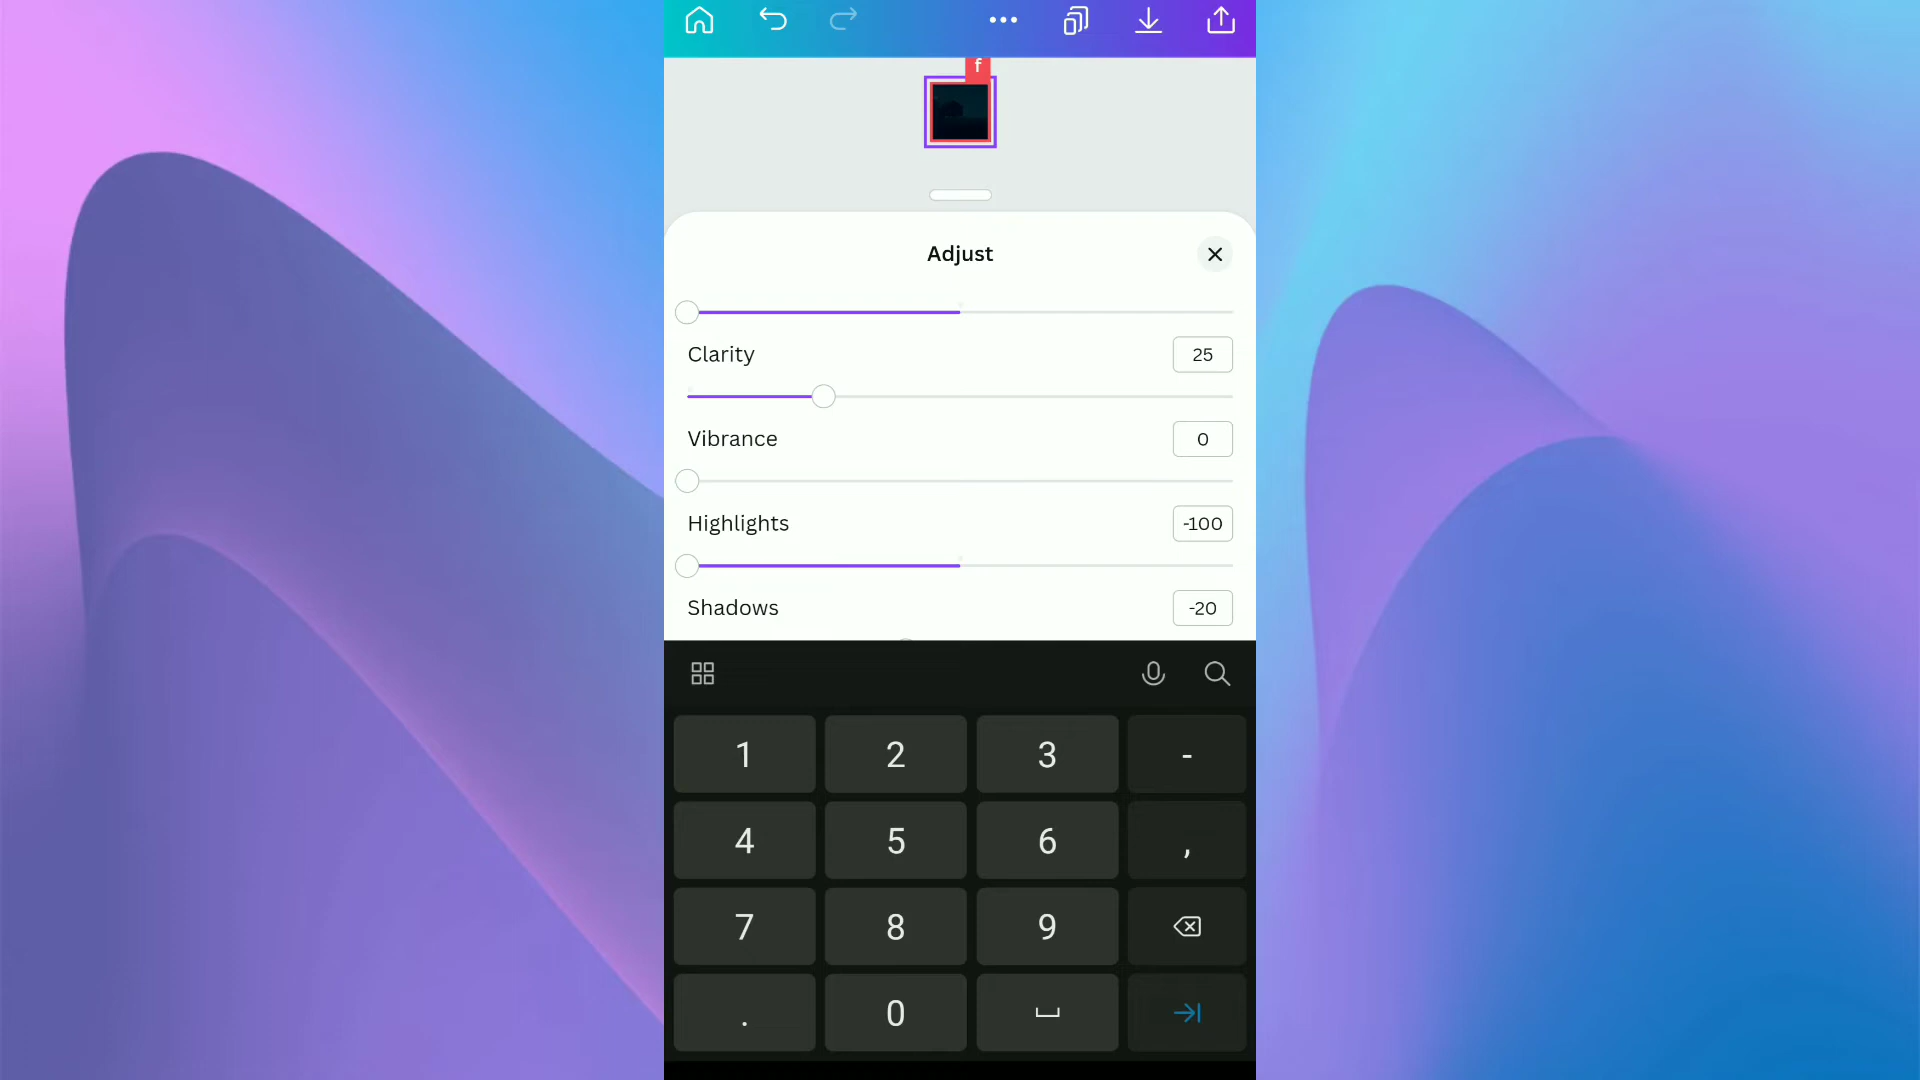 f
Adjust
Clarity 25
Vibrance 0
Highlights -100
Shadows -20
1 2 3 -
4 5 6 ,
7 8 9
. 0